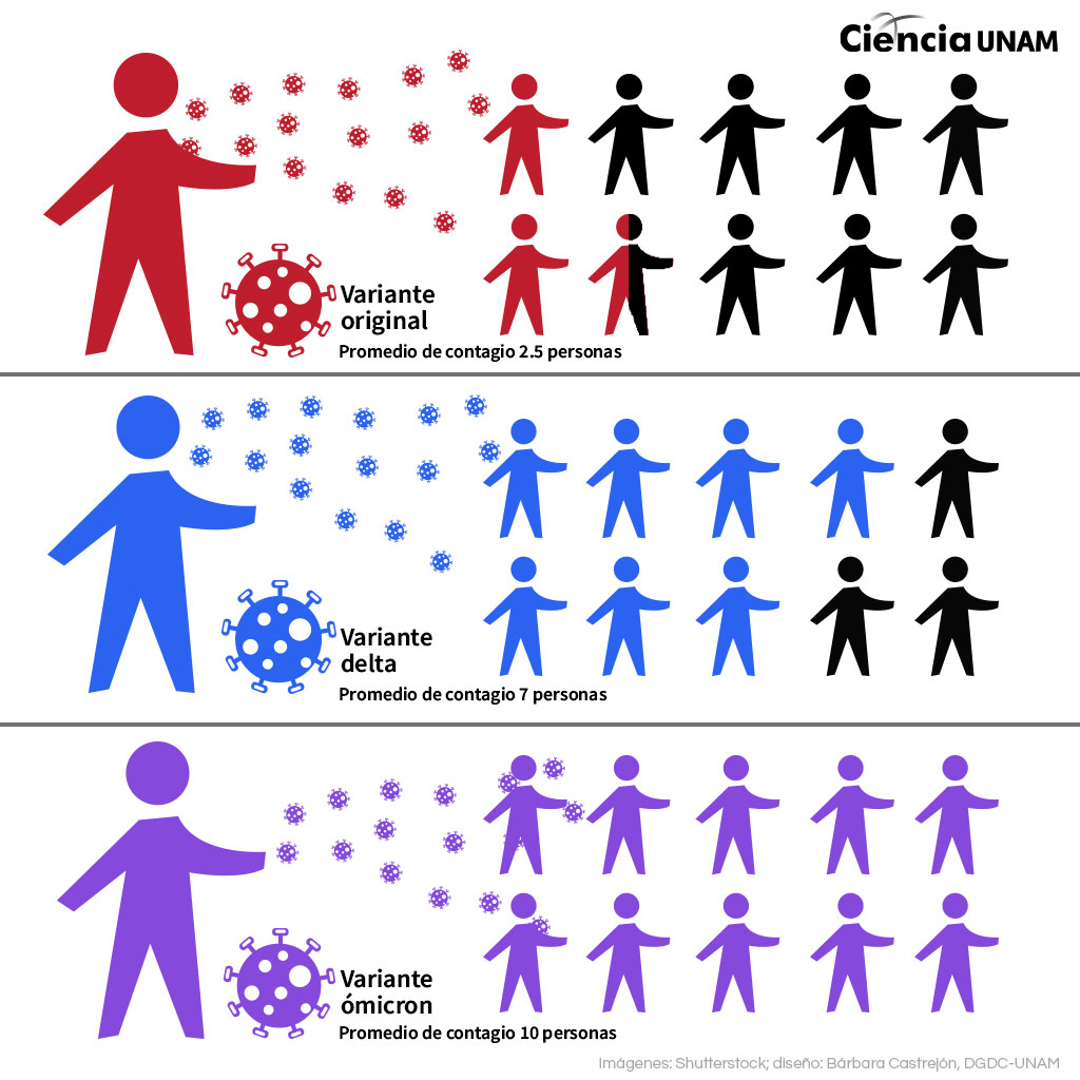 Ciencia UNAM
Variante
original
Promedio de contagio 2.5 personas
Variante
delta
Promedio de contagio 7 personas
Variante
ómicron
Promedio de contagio 10 personas
Imágenes: Shutterstock; diseño: Bárbara Castrejón, DGDC-UNAM